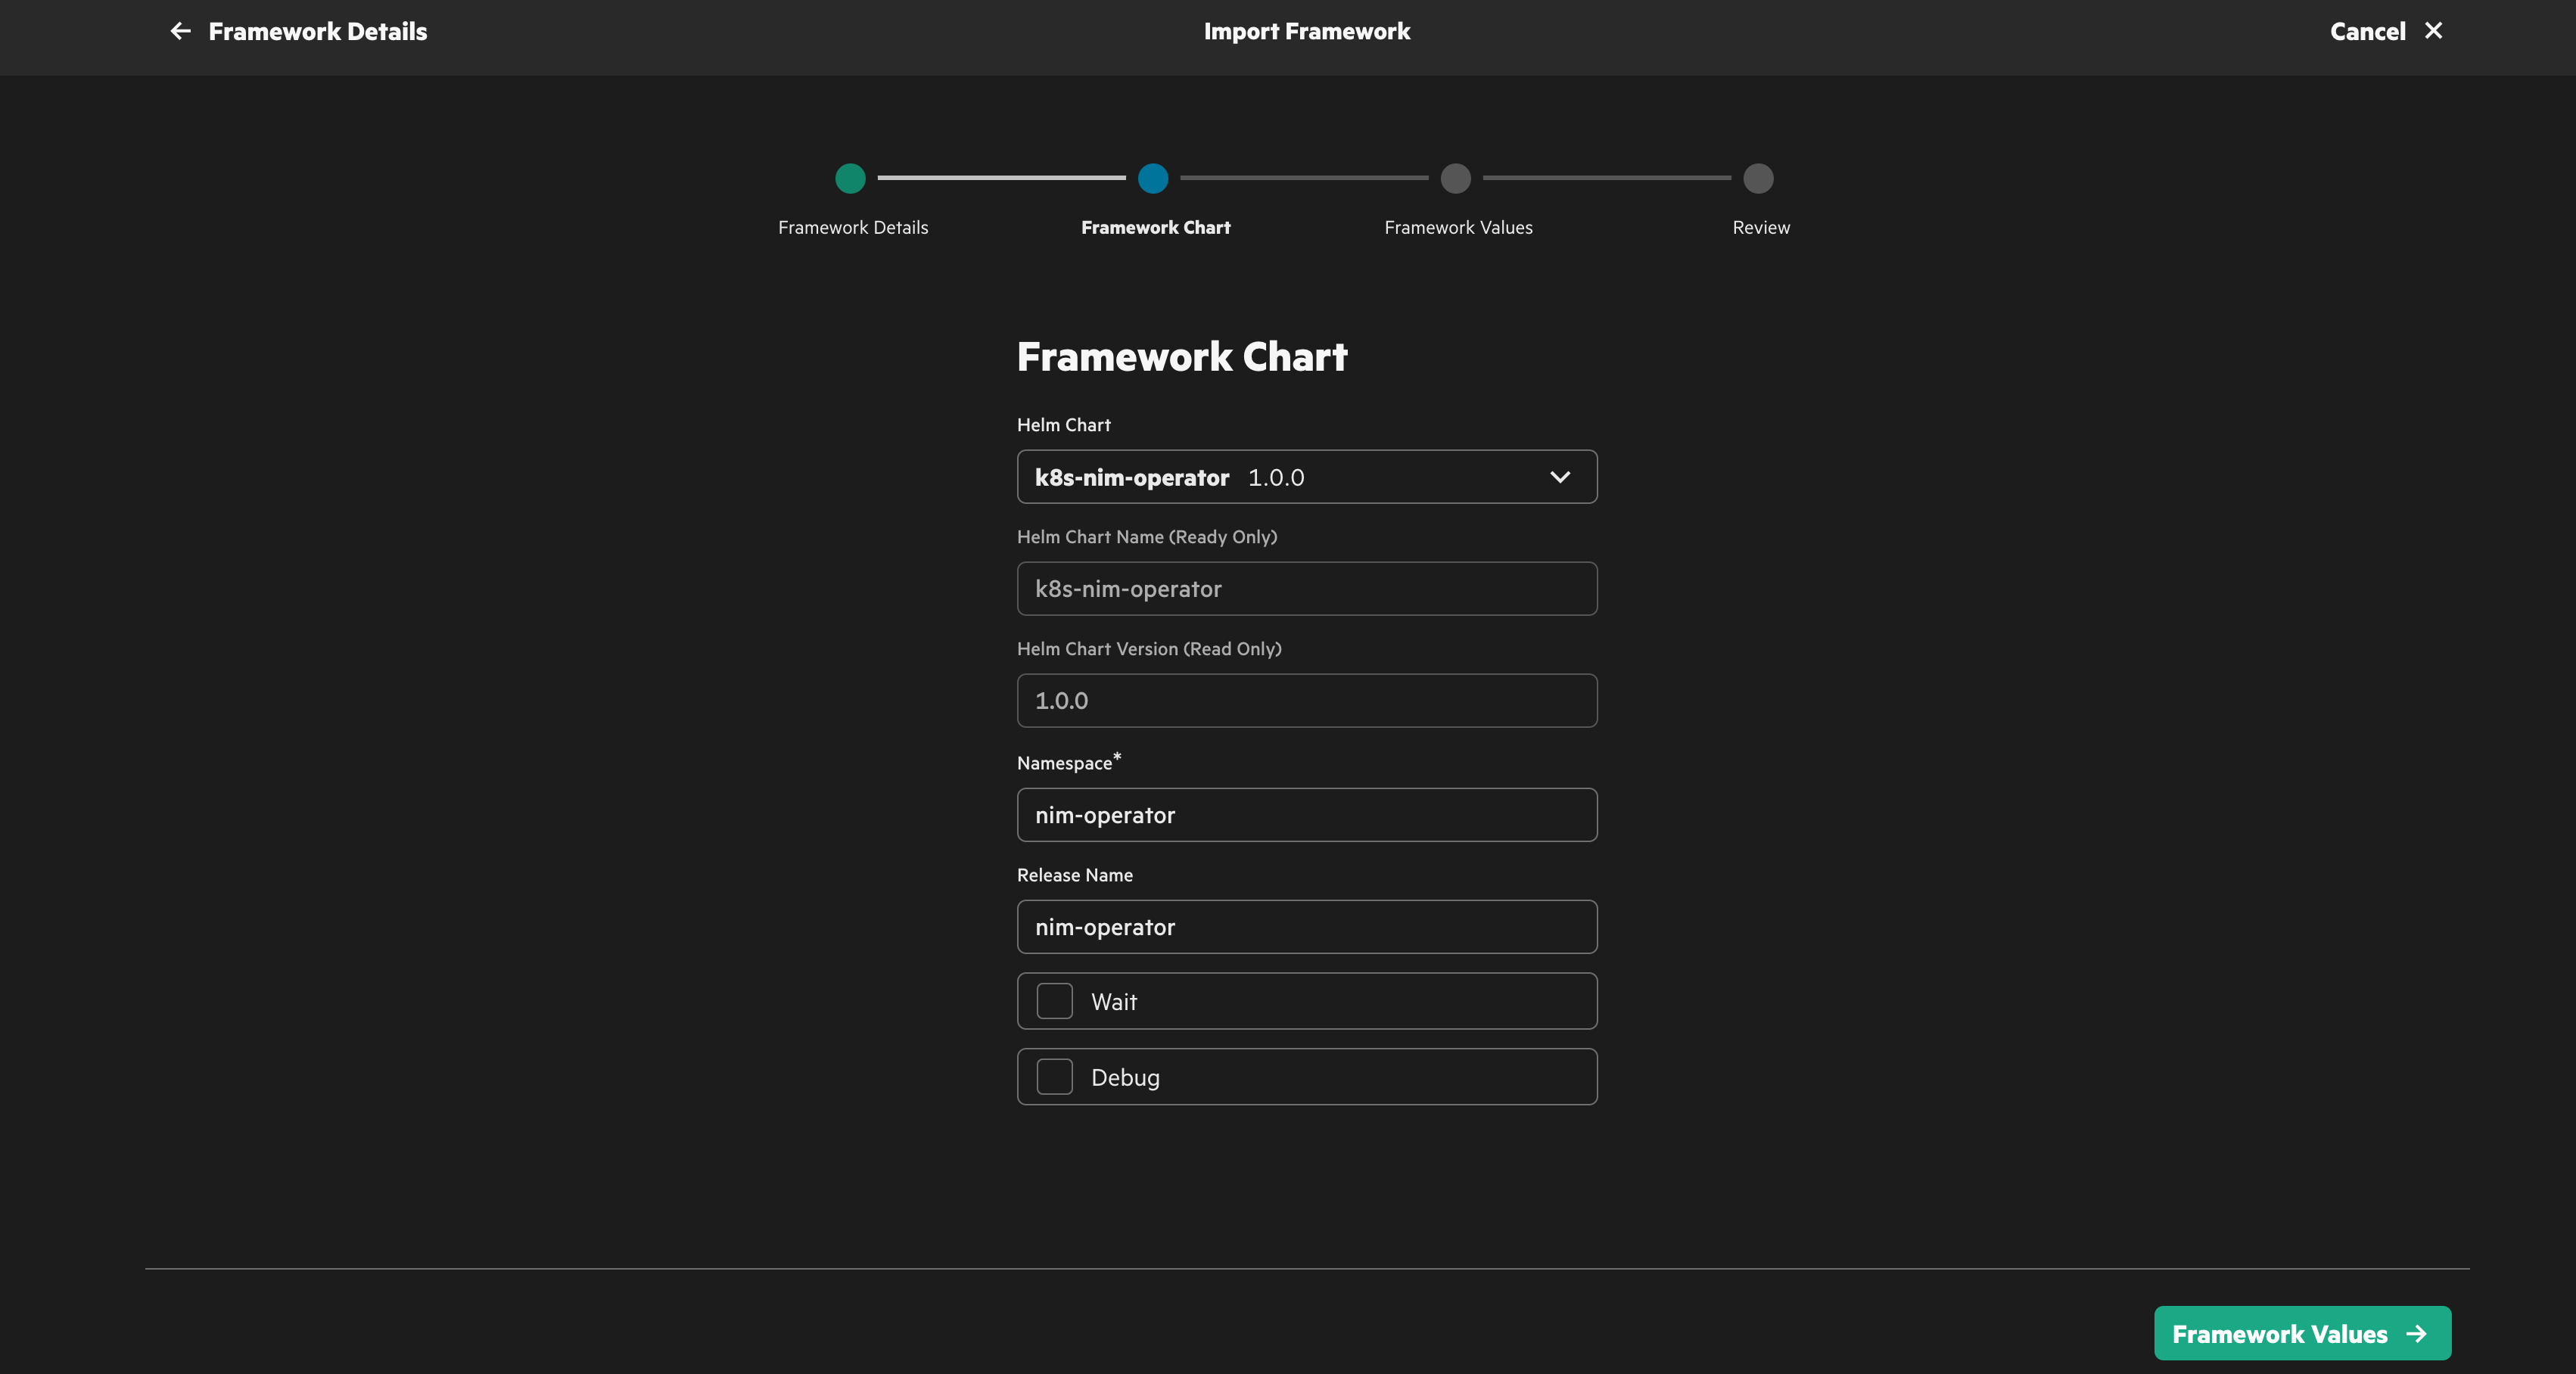 Framework Details
Import Framework
Cancel
Framework Details
Framework Chart
Framework Values
Review
Framework Chart
Helm Chart
k8s-nim-operator 1.0.0
Helm Chart Name (Ready Only)
k8s-nim-operator
Helm Chart Version (Read Only)
1.0.0
Namespace*
nim-operator
Release Name
nim-operator
Wait
Debug
Framework Values